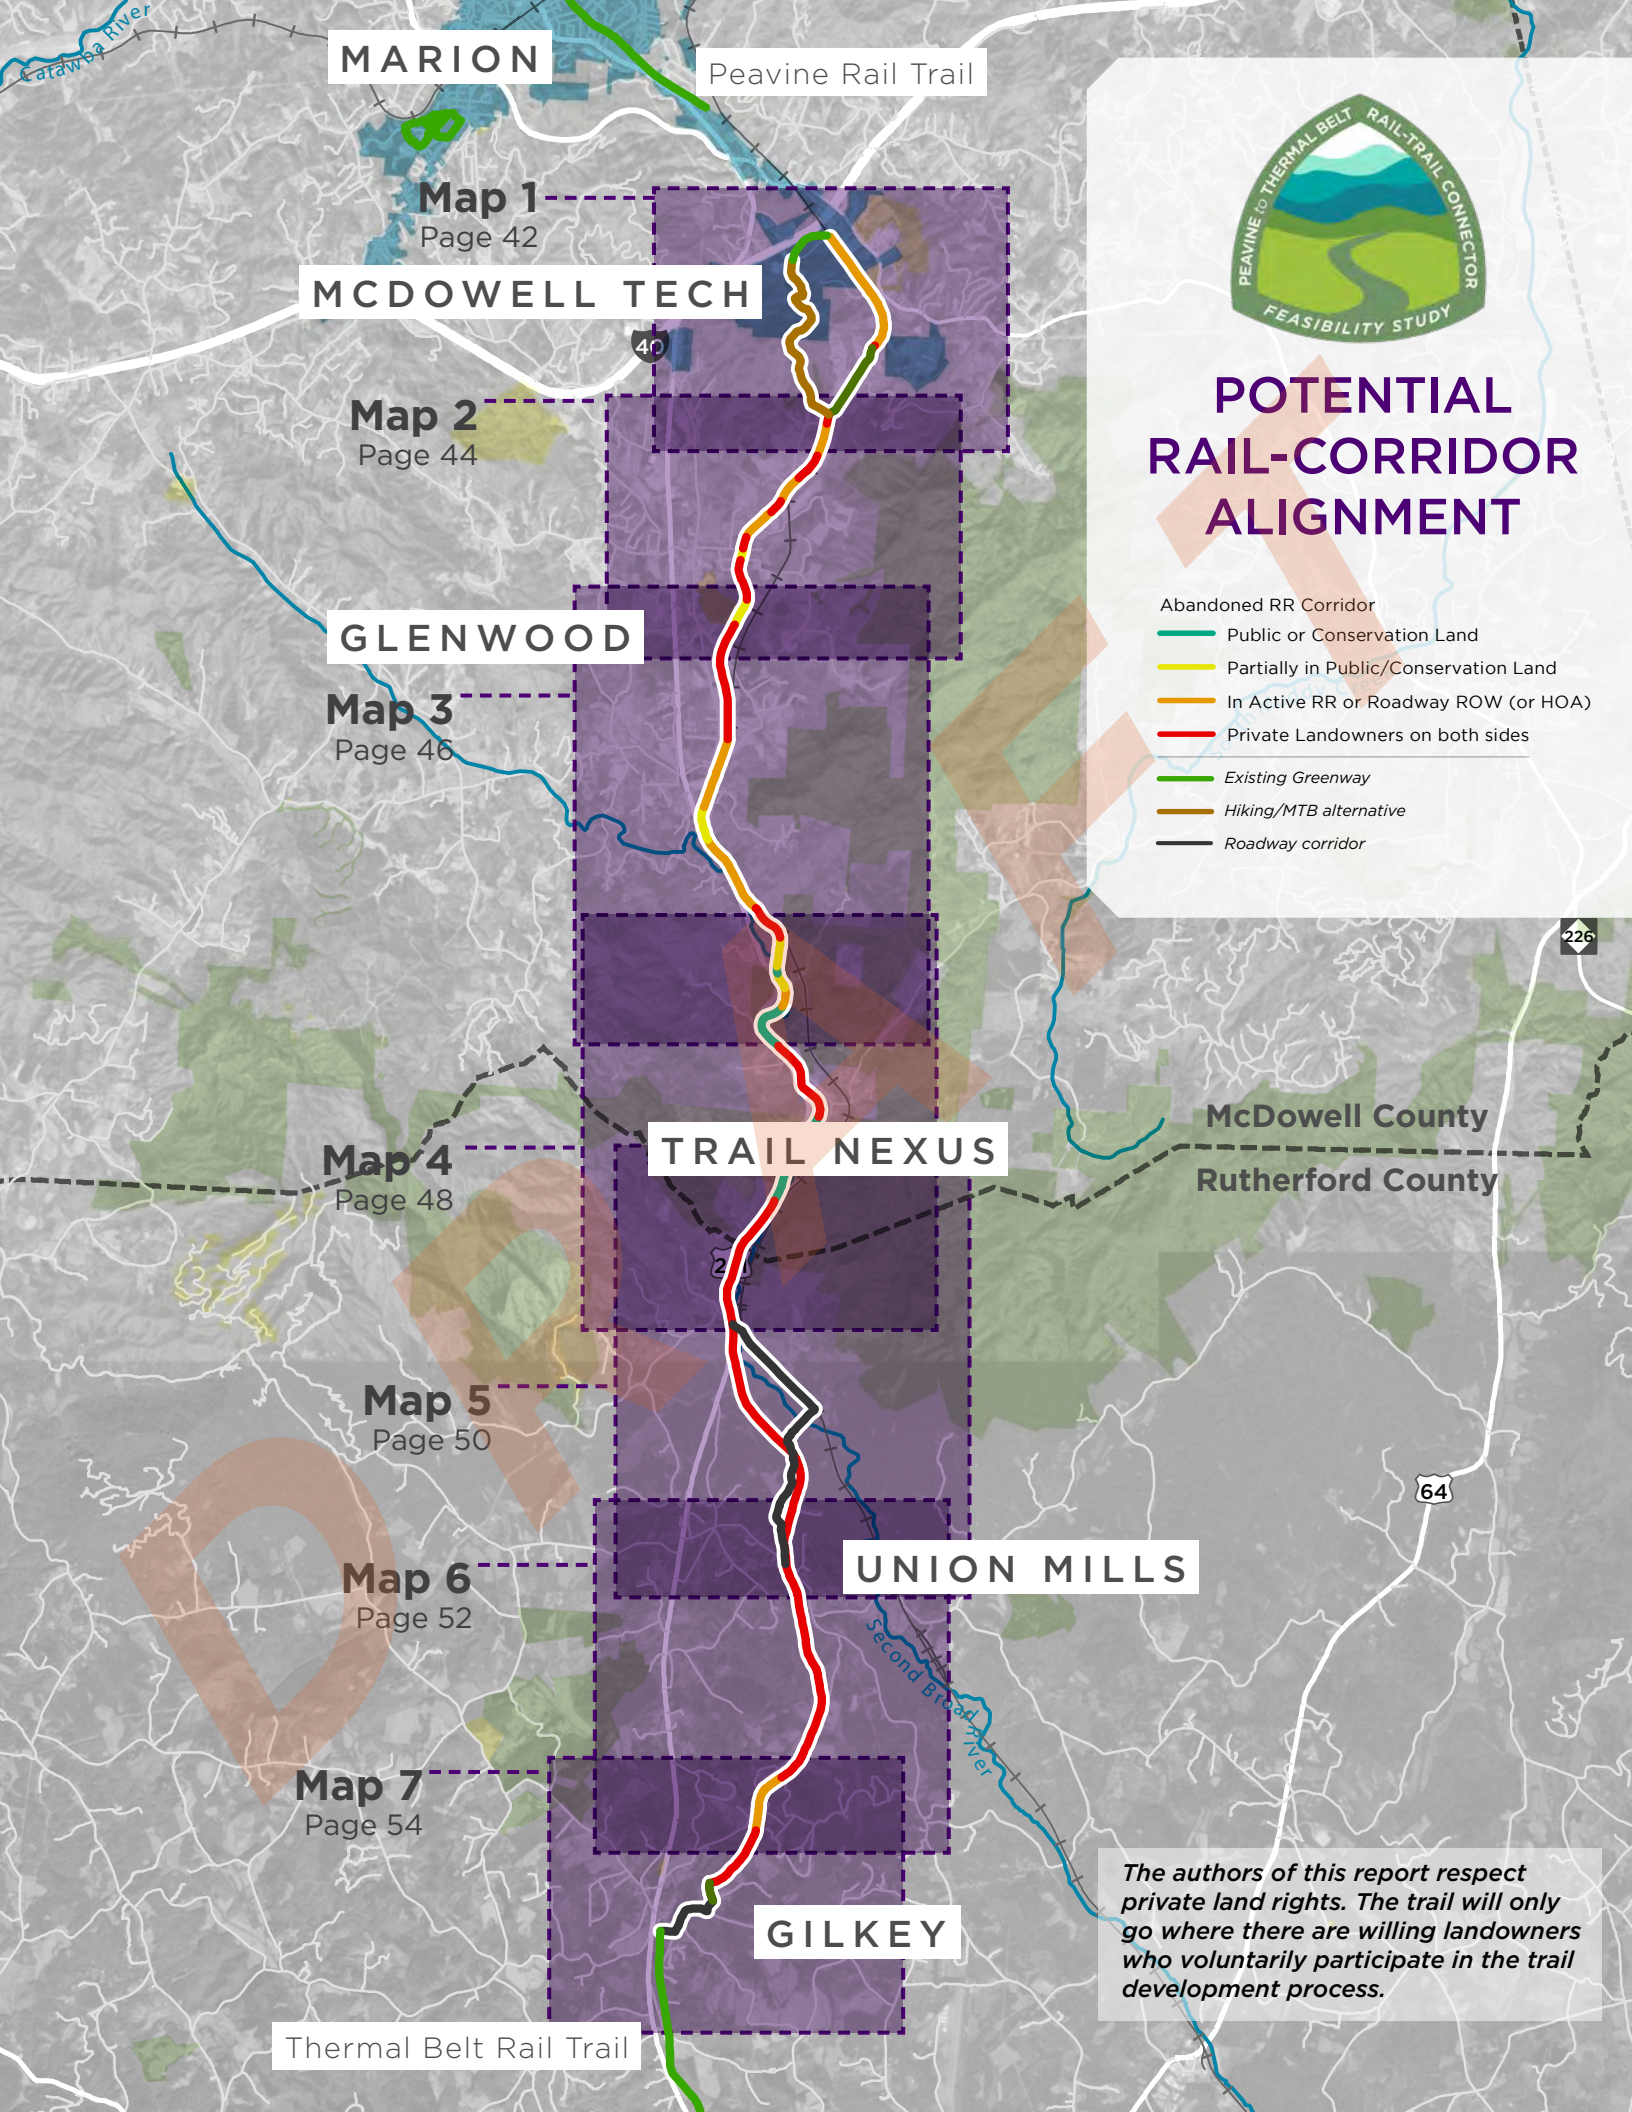 Catawba River
MARION
Peavine Rail Trail
Map 1
Page 42
MCDOWELL TECH
40
Map 2
Page 44
GLENWOOD
Map 3
Page 46
TRAIL NEXUS
McDowell County
Rutherford County
Map 4
Page 48
Map 5
Page 50
UNION MILLS
Map 6
Page 52
Second Broad River
Map 7
Page 54
GILKEY
Thermal Belt Rail Trail
226
64
PEAVINE to THERMAL BELT RAIL-TRAIL CONNECTOR
FEASIBILITY STUDY
POTENTIAL
RAIL-CORRIDOR
ALIGNMENT
Abandoned RR Corridor
Public or Conservation Land
Partially in Public/Conservation Land
In Active RR or Roadway ROW (or HOA)
Private Landowners on both sides
Existing Greenway
Hiking/MTB alternative
Roadway corridor
The authors of this report respect
private land rights. The trail will only
go where there are willing landowners
who voluntarily participate in the trail
development process.
DRAFT